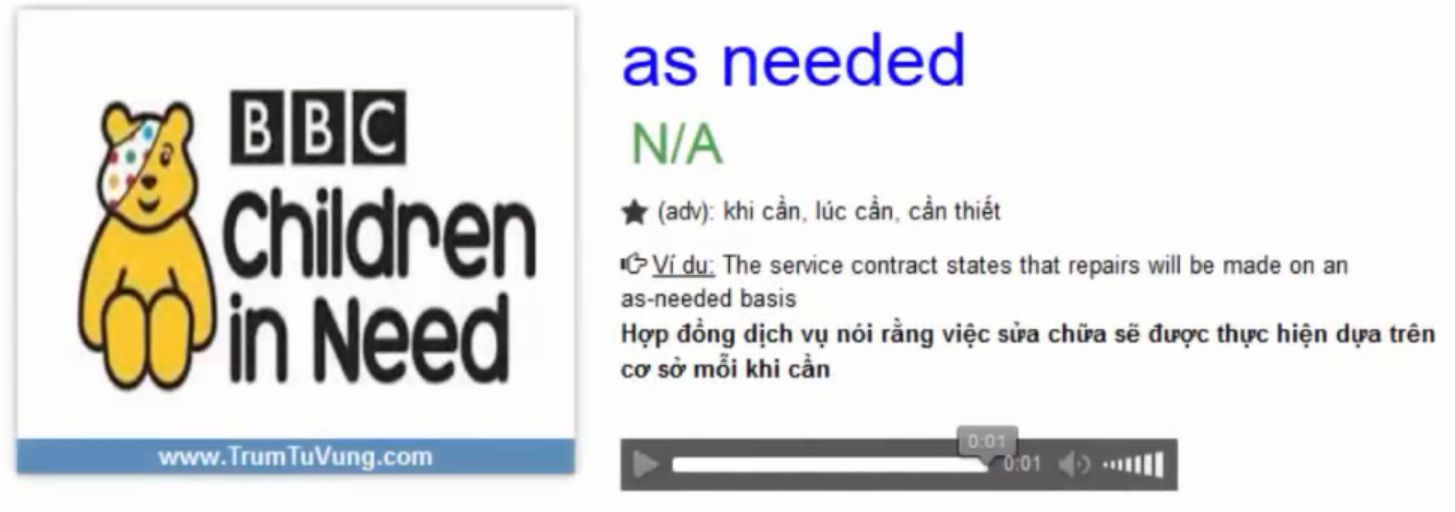 BBC
Children
in Need
www.TrumTuVung.com
as needed
N/A
(adv): khi cần, lúc cần, cần thiết
Ví dụ: The service contract states that repairs will be made on an
as-needed basis
Hợp đồng dịch vụ nói rằng việc sửa chữa sẽ được thực hiện dựa trên
cơ sở mỗi khi cần
0:01
0:01